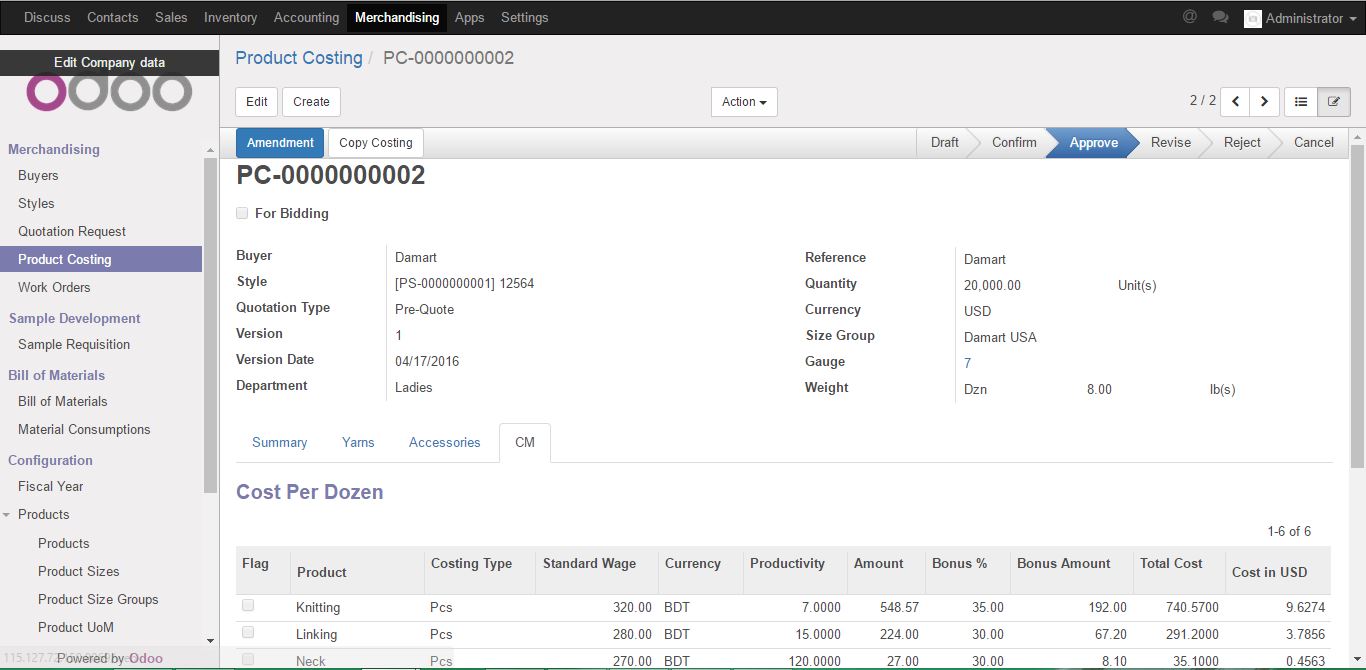 Discuss Contacts Sales Inventory Accounting Merchandising Apps Settings @ Administrator
Edit Company data
odoo
Product Costing / PC-0000000002
Edit Create Action 2 / 2
Merchandising
Buyers
Styles
Quotation Request
Product Costing
Work Orders
Sample Development
Sample Requisition
Bill of Materials
Bill of Materials
Material Consumptions
Configuration
Fiscal Year
Products
Products
Product Sizes
Product Size Groups
Product UoM
Powered by Odoo
Amendment Copy Costing Draft Confirm Approve Revise Reject Cancel
PC-0000000002
For Bidding
Buyer Damart
Style [PS-0000000001] 12564
Quotation Type Pre-Quote
Version 1
Version Date 04/17/2016
Department Ladies
Reference Damart
Quantity 20,000.00 Unit(s)
Currency USD
Size Group Damart USA
Gauge 7
Weight Dzn 8.00 lb(s)
Summary Yarns Accessories CM
Cost Per Dozen
1-6 of 6
Flag Product Costing Type Standard Wage Currency Productivity Amount Bonus % Bonus Amount Total Cost Cost in USD
Knitting Pcs 320.00 BDT 7.0000 548.57 35.00 192.00 740.5700 9.6274
Linking Pcs 280.00 BDT 15.0000 224.00 30.00 67.20 291.2000 3.7856
Neck Pcs 270.00 BDT 120.0000 27.00 30.00 8.10 35.1000 0.4563